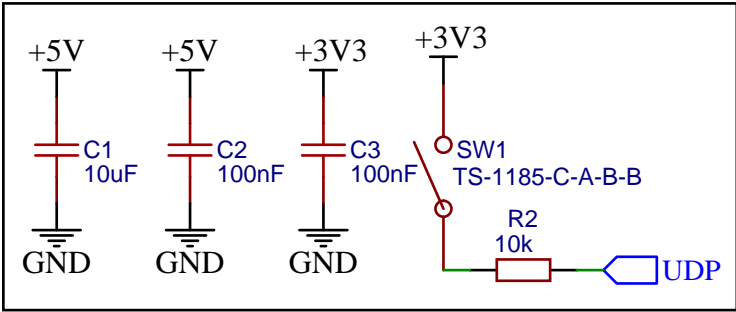 +5V
+5V
+3V3
+3V3
C1
10uF
C2
100nF
C3
100nF
SW1
TS-1185-C-A-B-B
GND
GND
GND
R2
10k
UDP